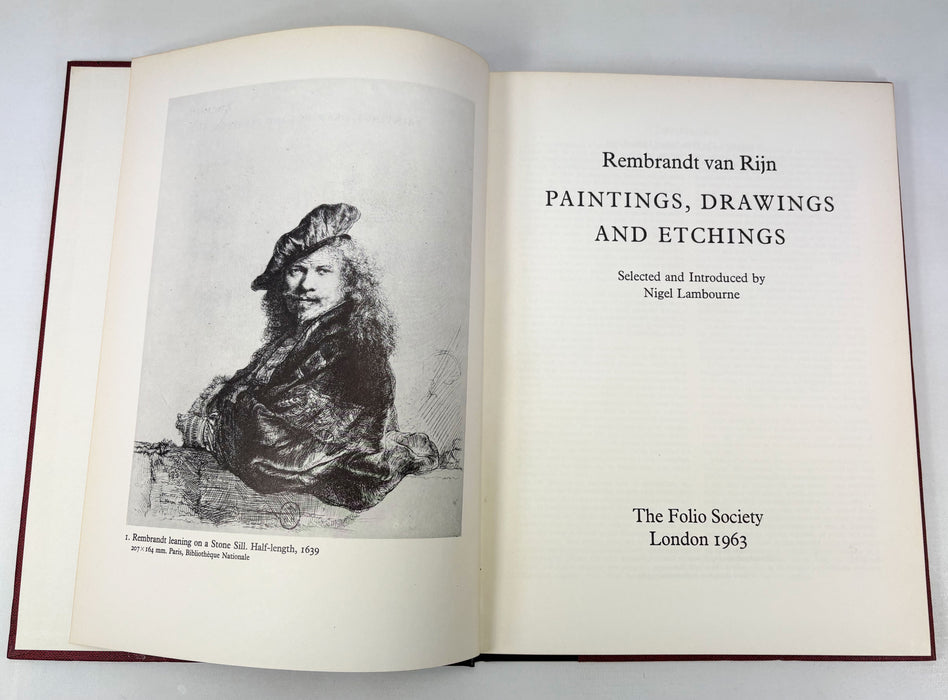 1. Rembrandt leaning on a Stone Sill. Half-length, 1639
207 × 164 mm. Paris, Bibliothèque Nationale
Rembrandt van Rijn
PAINTINGS, DRAWINGS
AND ETCHINGS
Selected and Introduced by
Nigel Lambourne
The Folio Society
London 1963